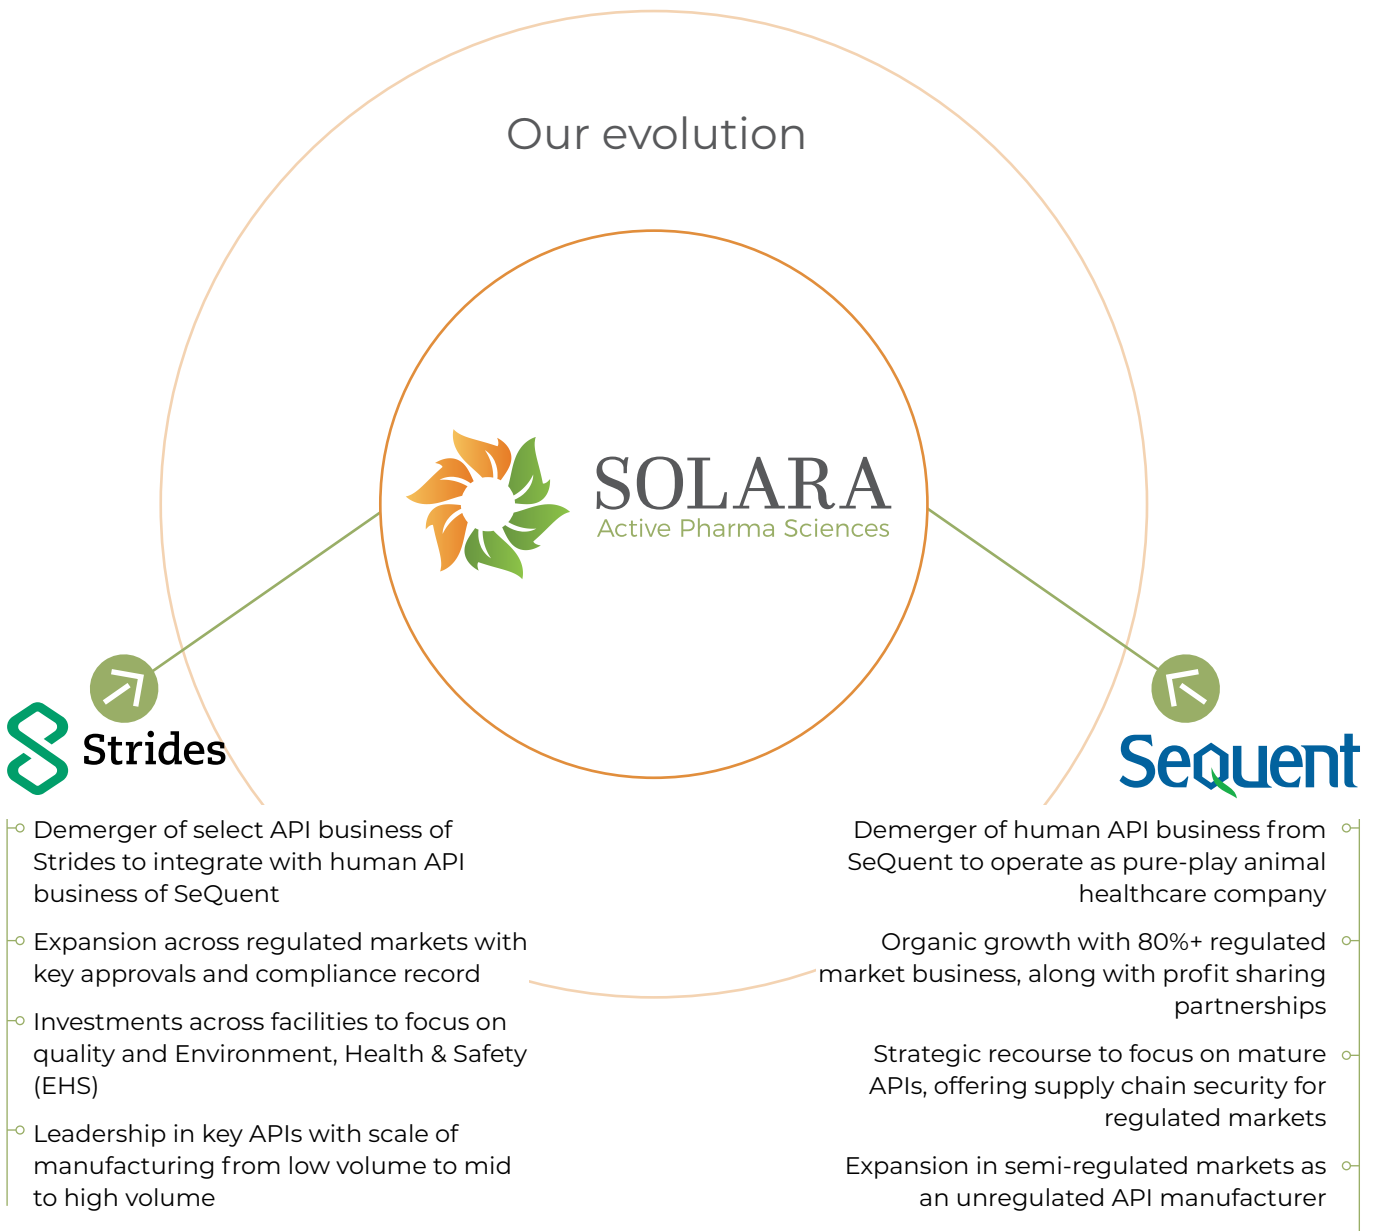 Our evolution
SOLARA
Active Pharma Sciences
Strides
Demerger of select API business of
Strides to integrate with human API
business of SeQuent
Expansion across regulated markets with
key approvals and compliance record
Investments across facilities to focus on
quality and Environment, Health & Safety
(EHS)
Leadership in key APIs with scale of
manufacturing from low volume to mid
to high volume
SeQuent
Demerger of human API business from
SeQuent to operate as pure-play animal
healthcare company
Organic growth with 80%+ regulated
market business, along with profit sharing
partnerships
Strategic recourse to focus on mature
APIs, offering supply chain security for
regulated markets
Expansion in semi-regulated markets as
an unregulated API manufacturer